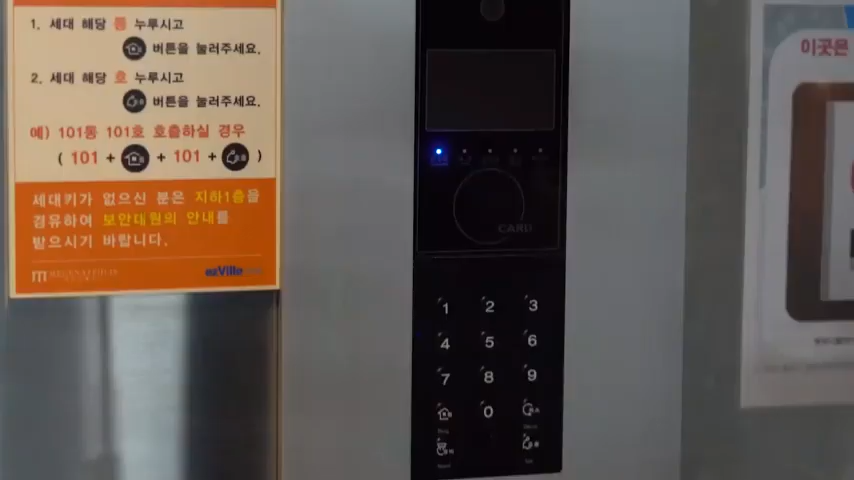 1. 세대 해당 동 누루시고
버튼을 눌러주세요.
2. 세대 해당 호 누루시고
버튼을 눌러주세요.
예) 101동 101호 호출하실 경우
( 101 + + 101 + )
세대키가 없으신 분은 지하1층을
경유하여 보안대원의 안내를
받으시기 바랍니다.
ezVille
CARD
1 2 3
4 5 6
7 8 9
0
이곳은